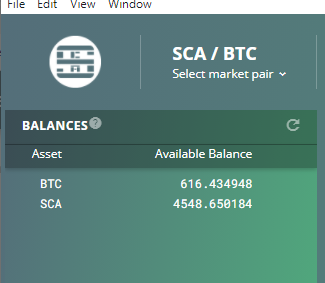 File Edit View Window
SCA / BTC
Select market pair
BALANCES ?
Asset Available Balance
BTC 616.434948
SCA 4548.650184